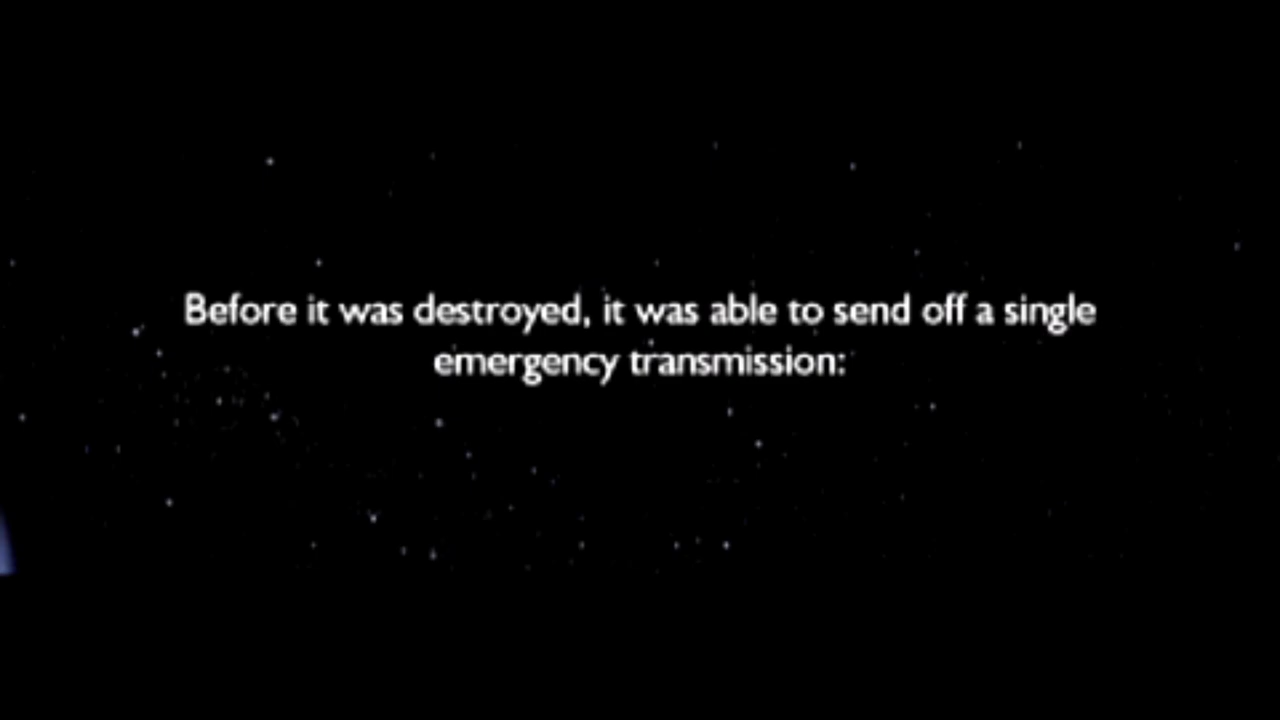 Before it was destroyed, it was able to send off a single
emergency transmission: